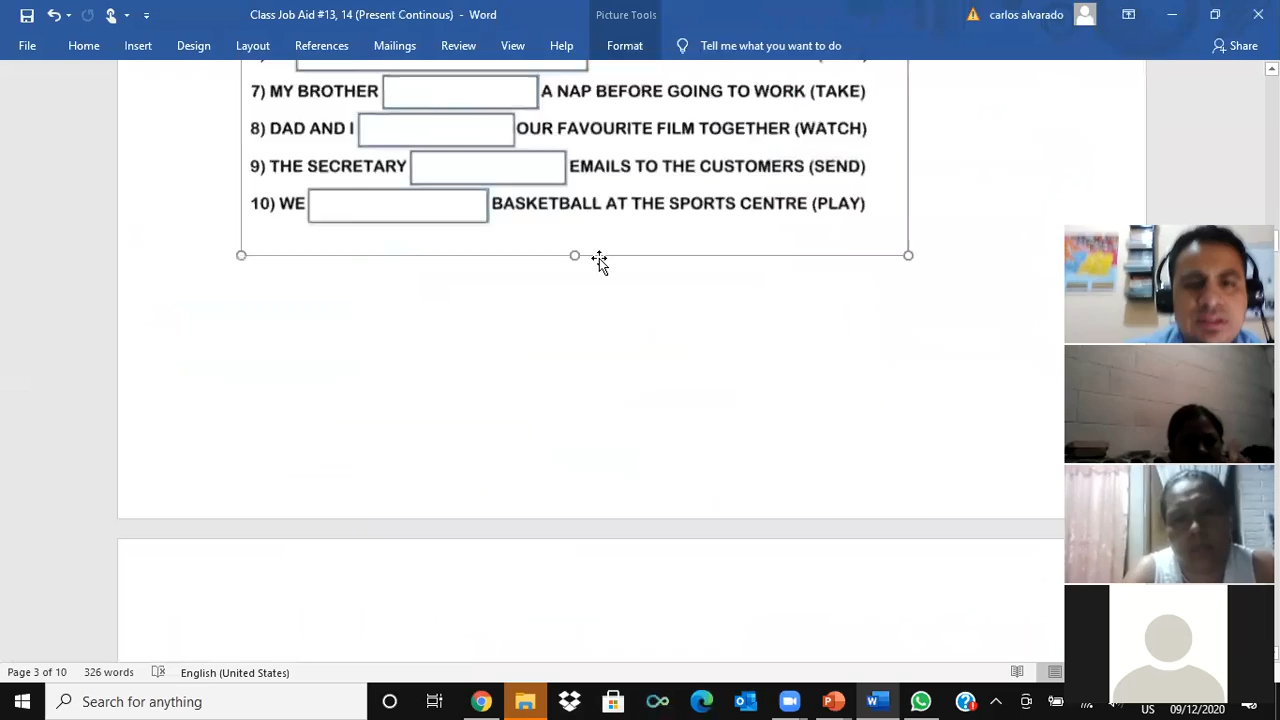 Class Job Aid #13, 14 (Present Continous) - Word
Picture Tools
carlos alvarado
File Home Insert Design Layout References Mailings Review View Help Format Tell me what you want to do Share
7) MY BROTHER A NAP BEFORE GOING TO WORK (TAKE)
8) DAD AND I OUR FAVOURITE FILM TOGETHER (WATCH)
9) THE SECRETARY EMAILS TO THE CUSTOMERS (SEND)
10) WE BASKETBALL AT THE SPORTS CENTRE (PLAY)
Page 3 of 10 326 words English (United States)
Search for anything
US 09/12/2020